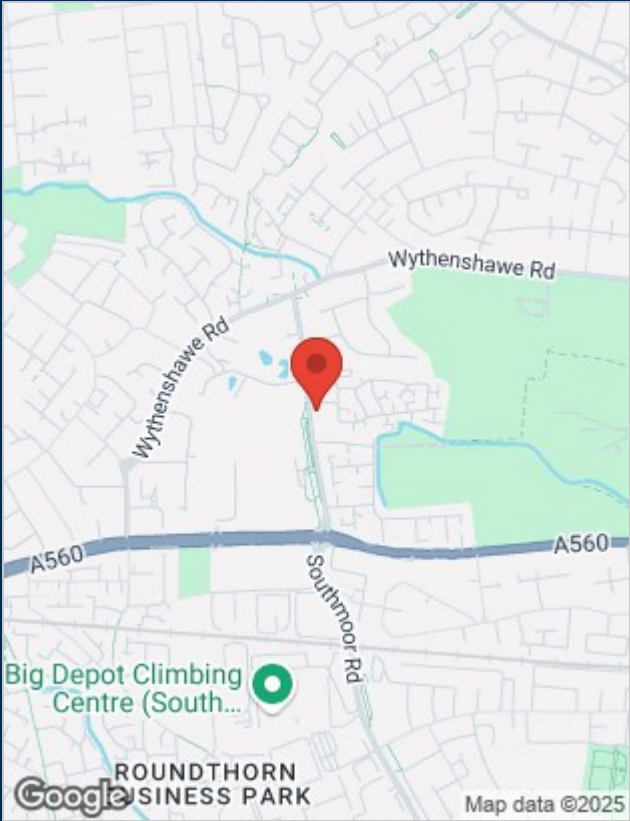 Wythenshawe Rd
Wythenshawe Rd
A560
A560
Southmoor Rd
Big Depot Climbing
Centre (South...
ROUNDTHORN
BUSINESS PARK
Google
Map data ©2025